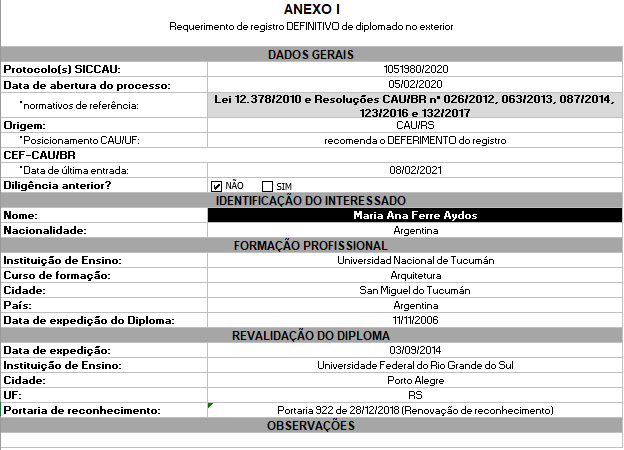 ANEXO I
Requerimento de registro DEFINITIVO de diplomado no exterior
DADOS GERAIS
Protocolo(s) SICCAU: 1051980/2020
Data de abertura do processo: 05/02/2020
*normativos de referência: Lei 12.378/2010 e Resoluções CAU/BR nº 026/2012, 063/2013, 087/2014,
123/2016 e 132/2017
Origem: CAU/RS
*Posicionamento CAU/UF: recomenda o DEFERIMENTO do registro
CEF-CAU/BR
*Data de última entrada: 08/02/2021
Diligência anterior? NÃO SIM
IDENTIFICAÇÃO DO INTERESSADO
Nome: Maria Ana Ferre Aydos
Nacionalidade: Argentina
FORMAÇÃO PROFISSIONAL
Instituição de Ensino: Universidad Nacional de Tucumán
Curso de formação: Arquitetura
Cidade: San Miguel do Tucumán
País: Argentina
Data de expedição do Diploma: 11/11/2006
REVALIDAÇÃO DO DIPLOMA
Data de expedição: 03/09/2014
Instituição de Ensino: Universidade Federal do Rio Grande do Sul
Cidade: Porto Alegre
UF: RS
Portaria de reconhecimento: Portaria 922 de 28/12/2018 (Renovação de reconhecimento)
OBSERVAÇÕES